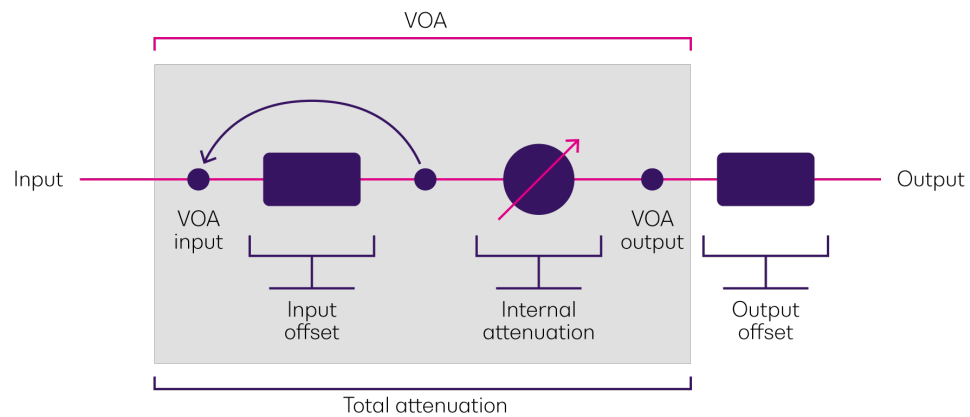 VOA
Input
Output
VOA
input
VOA
output
Input
offset
Internal
attenuation
Output
offset
Total attenuation